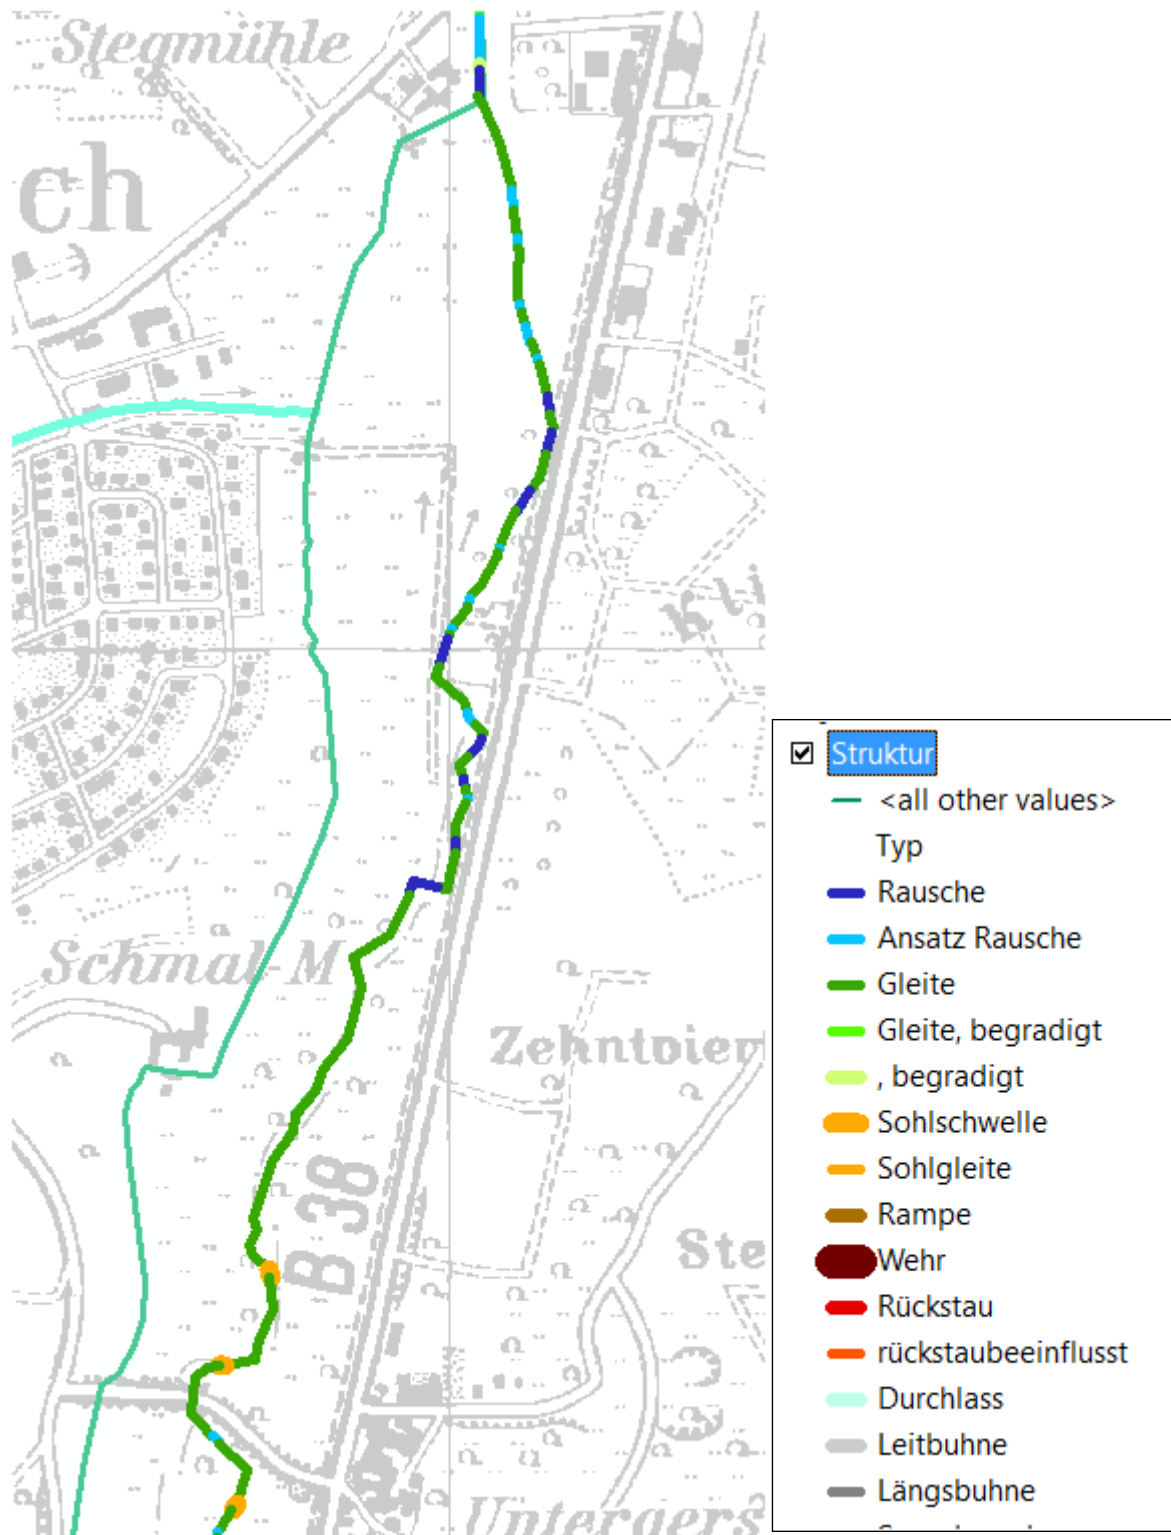 Stegmühle
ch
Schmal-M
Zehntvier
B 38
Ste
Untergers
Struktur
<all other values>
Typ
Rausche
Ansatz Rausche
Gleite
Gleite, begradigt
, begradigt
Sohlschwelle
Sohlgleite
Rampe
Wehr
Rückstau
rückstaubeeinflusst
Durchlass
Leitbuhne
Längsbuhne